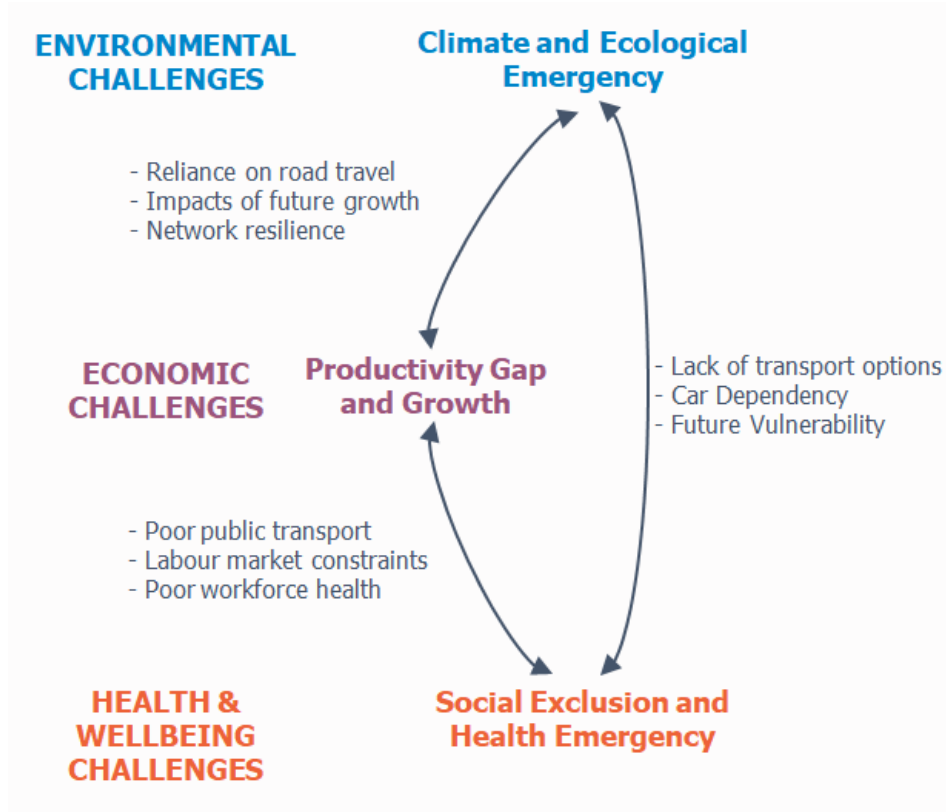 ENVIRONMENTAL
CHALLENGES
Climate and Ecological
Emergency
- Reliance on road travel
- Impacts of future growth
- Network resilience
ECONOMIC
CHALLENGES
Productivity Gap
and Growth
- Lack of transport options
- Car Dependency
- Future Vulnerability
- Poor public transport
- Labour market constraints
- Poor workforce health
HEALTH &
WELLBEING
CHALLENGES
Social Exclusion and
Health Emergency